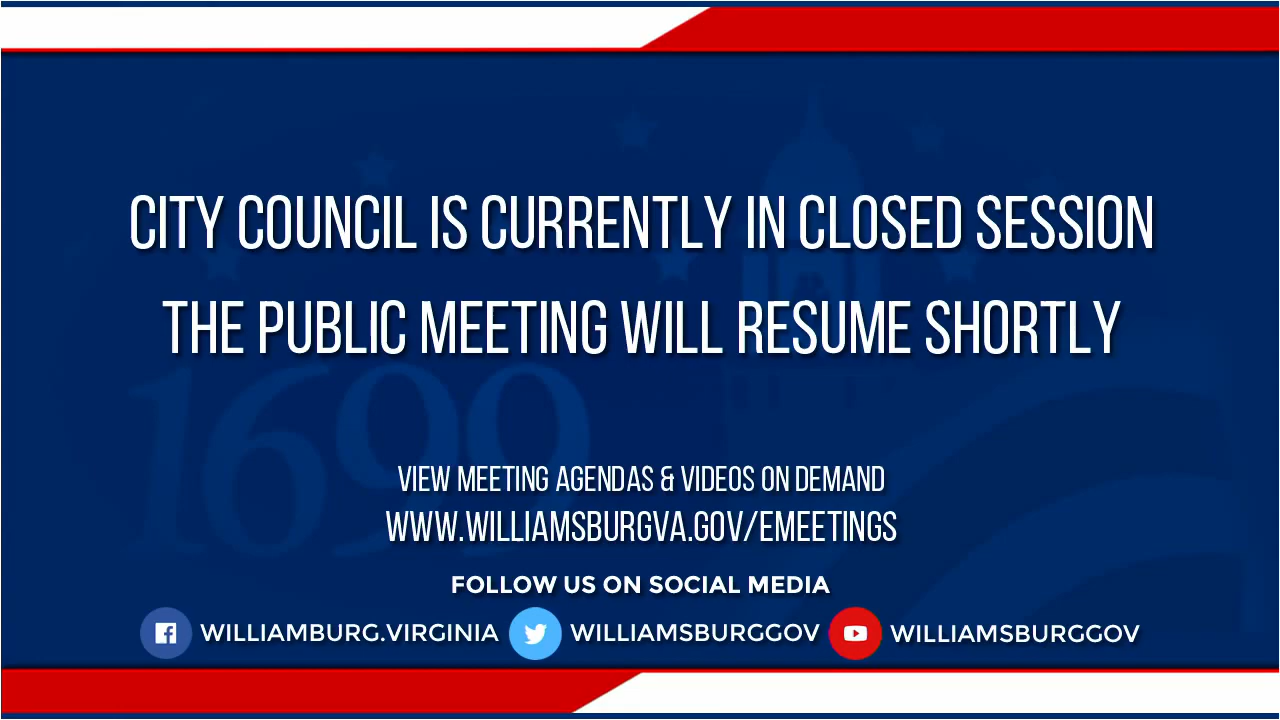 CITY COUNCIL IS CURRENTLY IN CLOSED SESSION
THE PUBLIC MEETING WILL RESUME SHORTLY
1699
VIEW MEETING AGENDAS & VIDEOS ON DEMAND
WWW.WILLIAMSBURGVA.GOV/EMEETINGS
FOLLOW US ON SOCIAL MEDIA
WILLIAMBURG.VIRGINIA WILLIAMSBURGGOV WILLIAMSBURGGOV